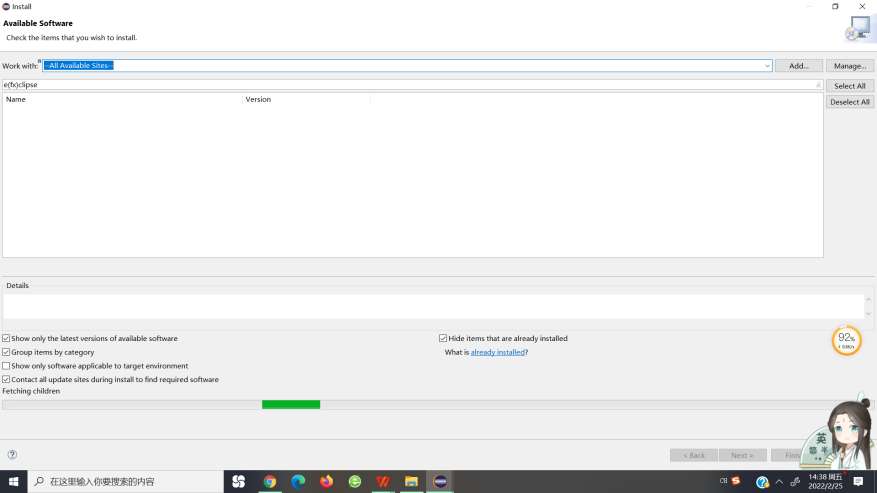 Install
Available Software
Check the items that you wish to install.
Work with: --All Available Sites--
Add...
Manage...
e(fx)clipse
Select All
Name
Version
Deselect All
Details
Show only the latest versions of available software
Hide items that are already installed
Group items by category
What is already installed?
Show only software applicable to target environment
Contact all update sites during install to find required software
Fetching children
92%
英
简 半
< Back
Next >
在这里输入你要搜索的内容
CH
14:38 周五
2022/2/25